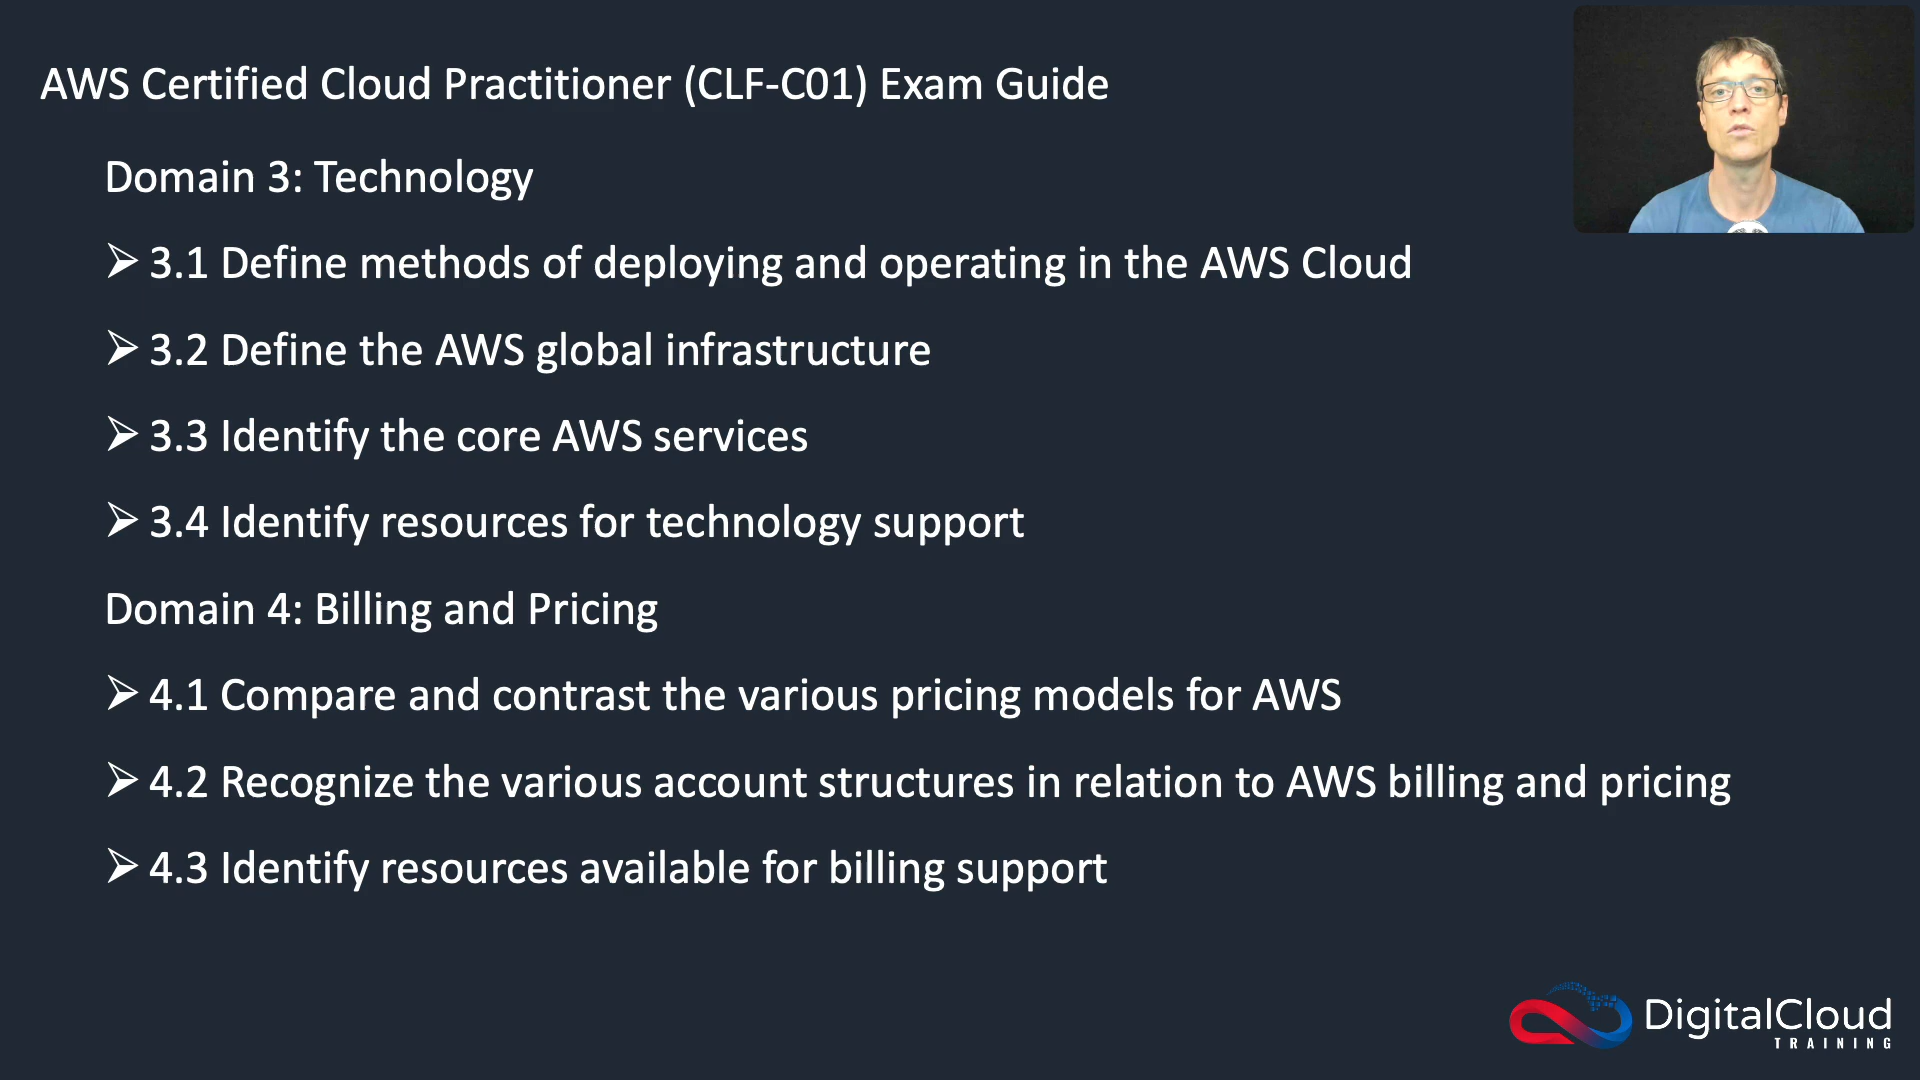 AWS Certified Cloud Practitioner (CLF-C01) Exam Guide
Domain 3: Technology
➢ 3.1 Define methods of deploying and operating in the AWS Cloud
➢ 3.2 Define the AWS global infrastructure
➢ 3.3 Identify the core AWS services
➢ 3.4 Identify resources for technology support
Domain 4: Billing and Pricing
➢ 4.1 Compare and contrast the various pricing models for AWS
➢ 4.2 Recognize the various account structures in relation to AWS billing and pricing
➢ 4.3 Identify resources available for billing support
DigitalCloud
TRAINING